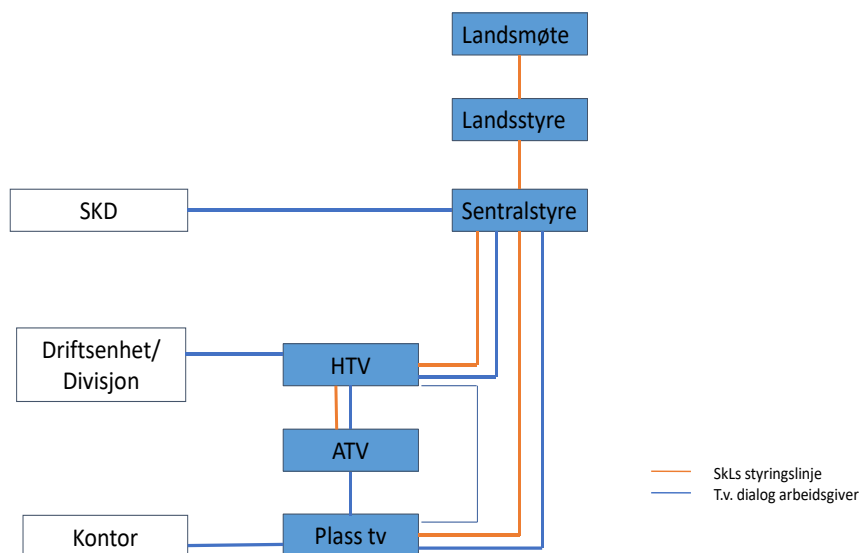 Landsmøte
Landsstyre
SKD
Sentralstyre
Driftsenhet/
Divisjon
HTV
ATV
Kontor
Plass tv
SkLs styringslinje
T.v. dialog arbeidsgiver